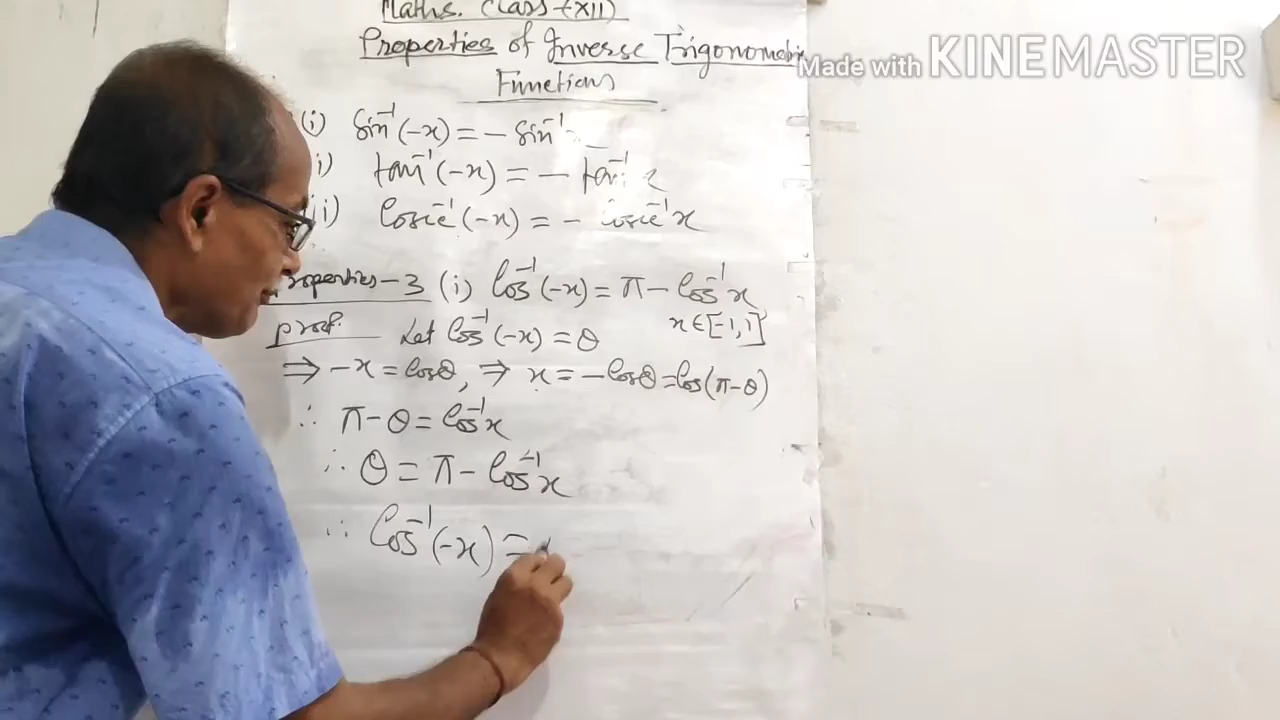 Maths. Class-(XII)
Properties of Inverse Trigonometric
Made with KINEMASTER
Functions
(i) Sin⁻¹(-x) = - Sin⁻¹x
i) tan⁻¹(-x) = - tan⁻¹x
ii) Cosec⁻¹(-x) = - Cosec⁻¹x
Properties-3 (i) Cos⁻¹(-x) = π - Cos⁻¹x
x∈[-1,1]
proof. Let Cos⁻¹(-x) = θ
⇒ -x = Cosθ, ⇒ x = -Cosθ = Cos(π-θ)
∴ π-θ = Cos⁻¹x
∴ θ = π - Cos⁻¹x
∴ Cos⁻¹(-x) =